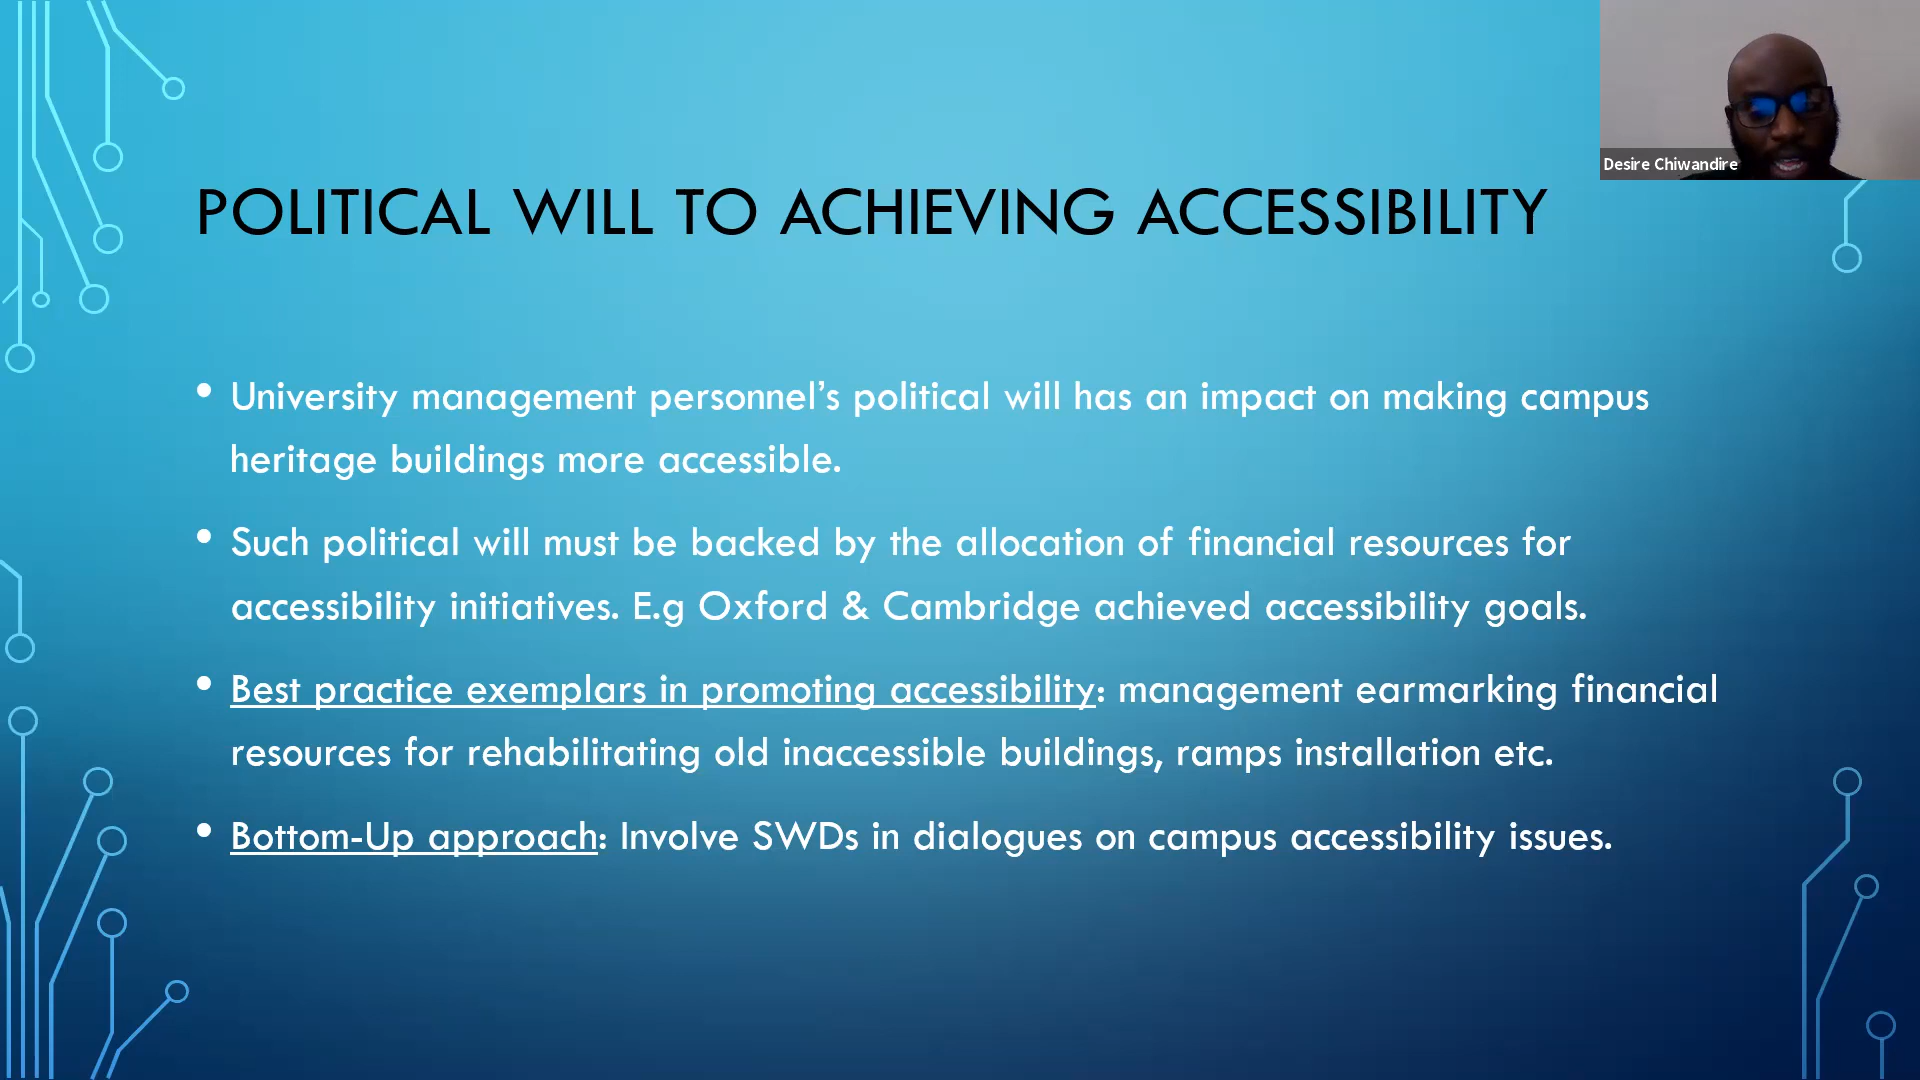 Desire Chiwandire
POLITICAL WILL TO ACHIEVING ACCESSIBILITY
• University management personnel’s political will has an impact on making campus
heritage buildings more accessible.
• Such political will must be backed by the allocation of financial resources for
accessibility initiatives. E.g Oxford & Cambridge achieved accessibility goals.
• Best practice exemplars in promoting accessibility: management earmarking financial
resources for rehabilitating old inaccessible buildings, ramps installation etc.
• Bottom-Up approach: Involve SWDs in dialogues on campus accessibility issues.